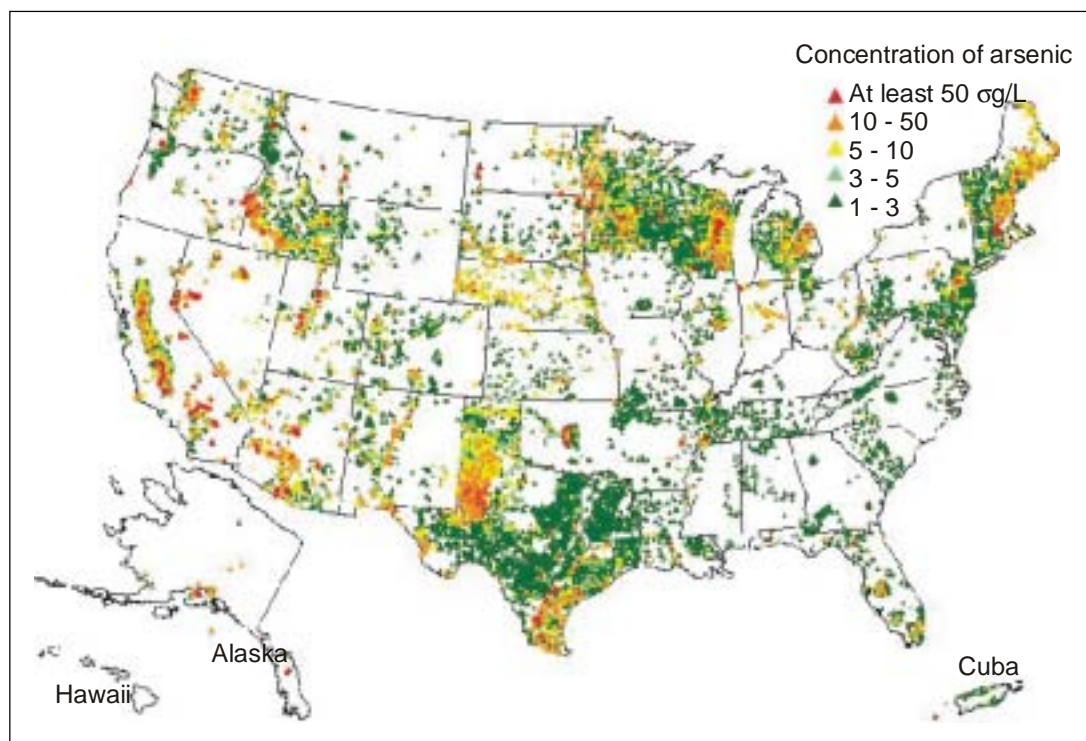 Concentration of arsenic
At least 50 σg/L
10 - 50
5 - 10
3 - 5
1 - 3
Alaska
Hawaii
Cuba